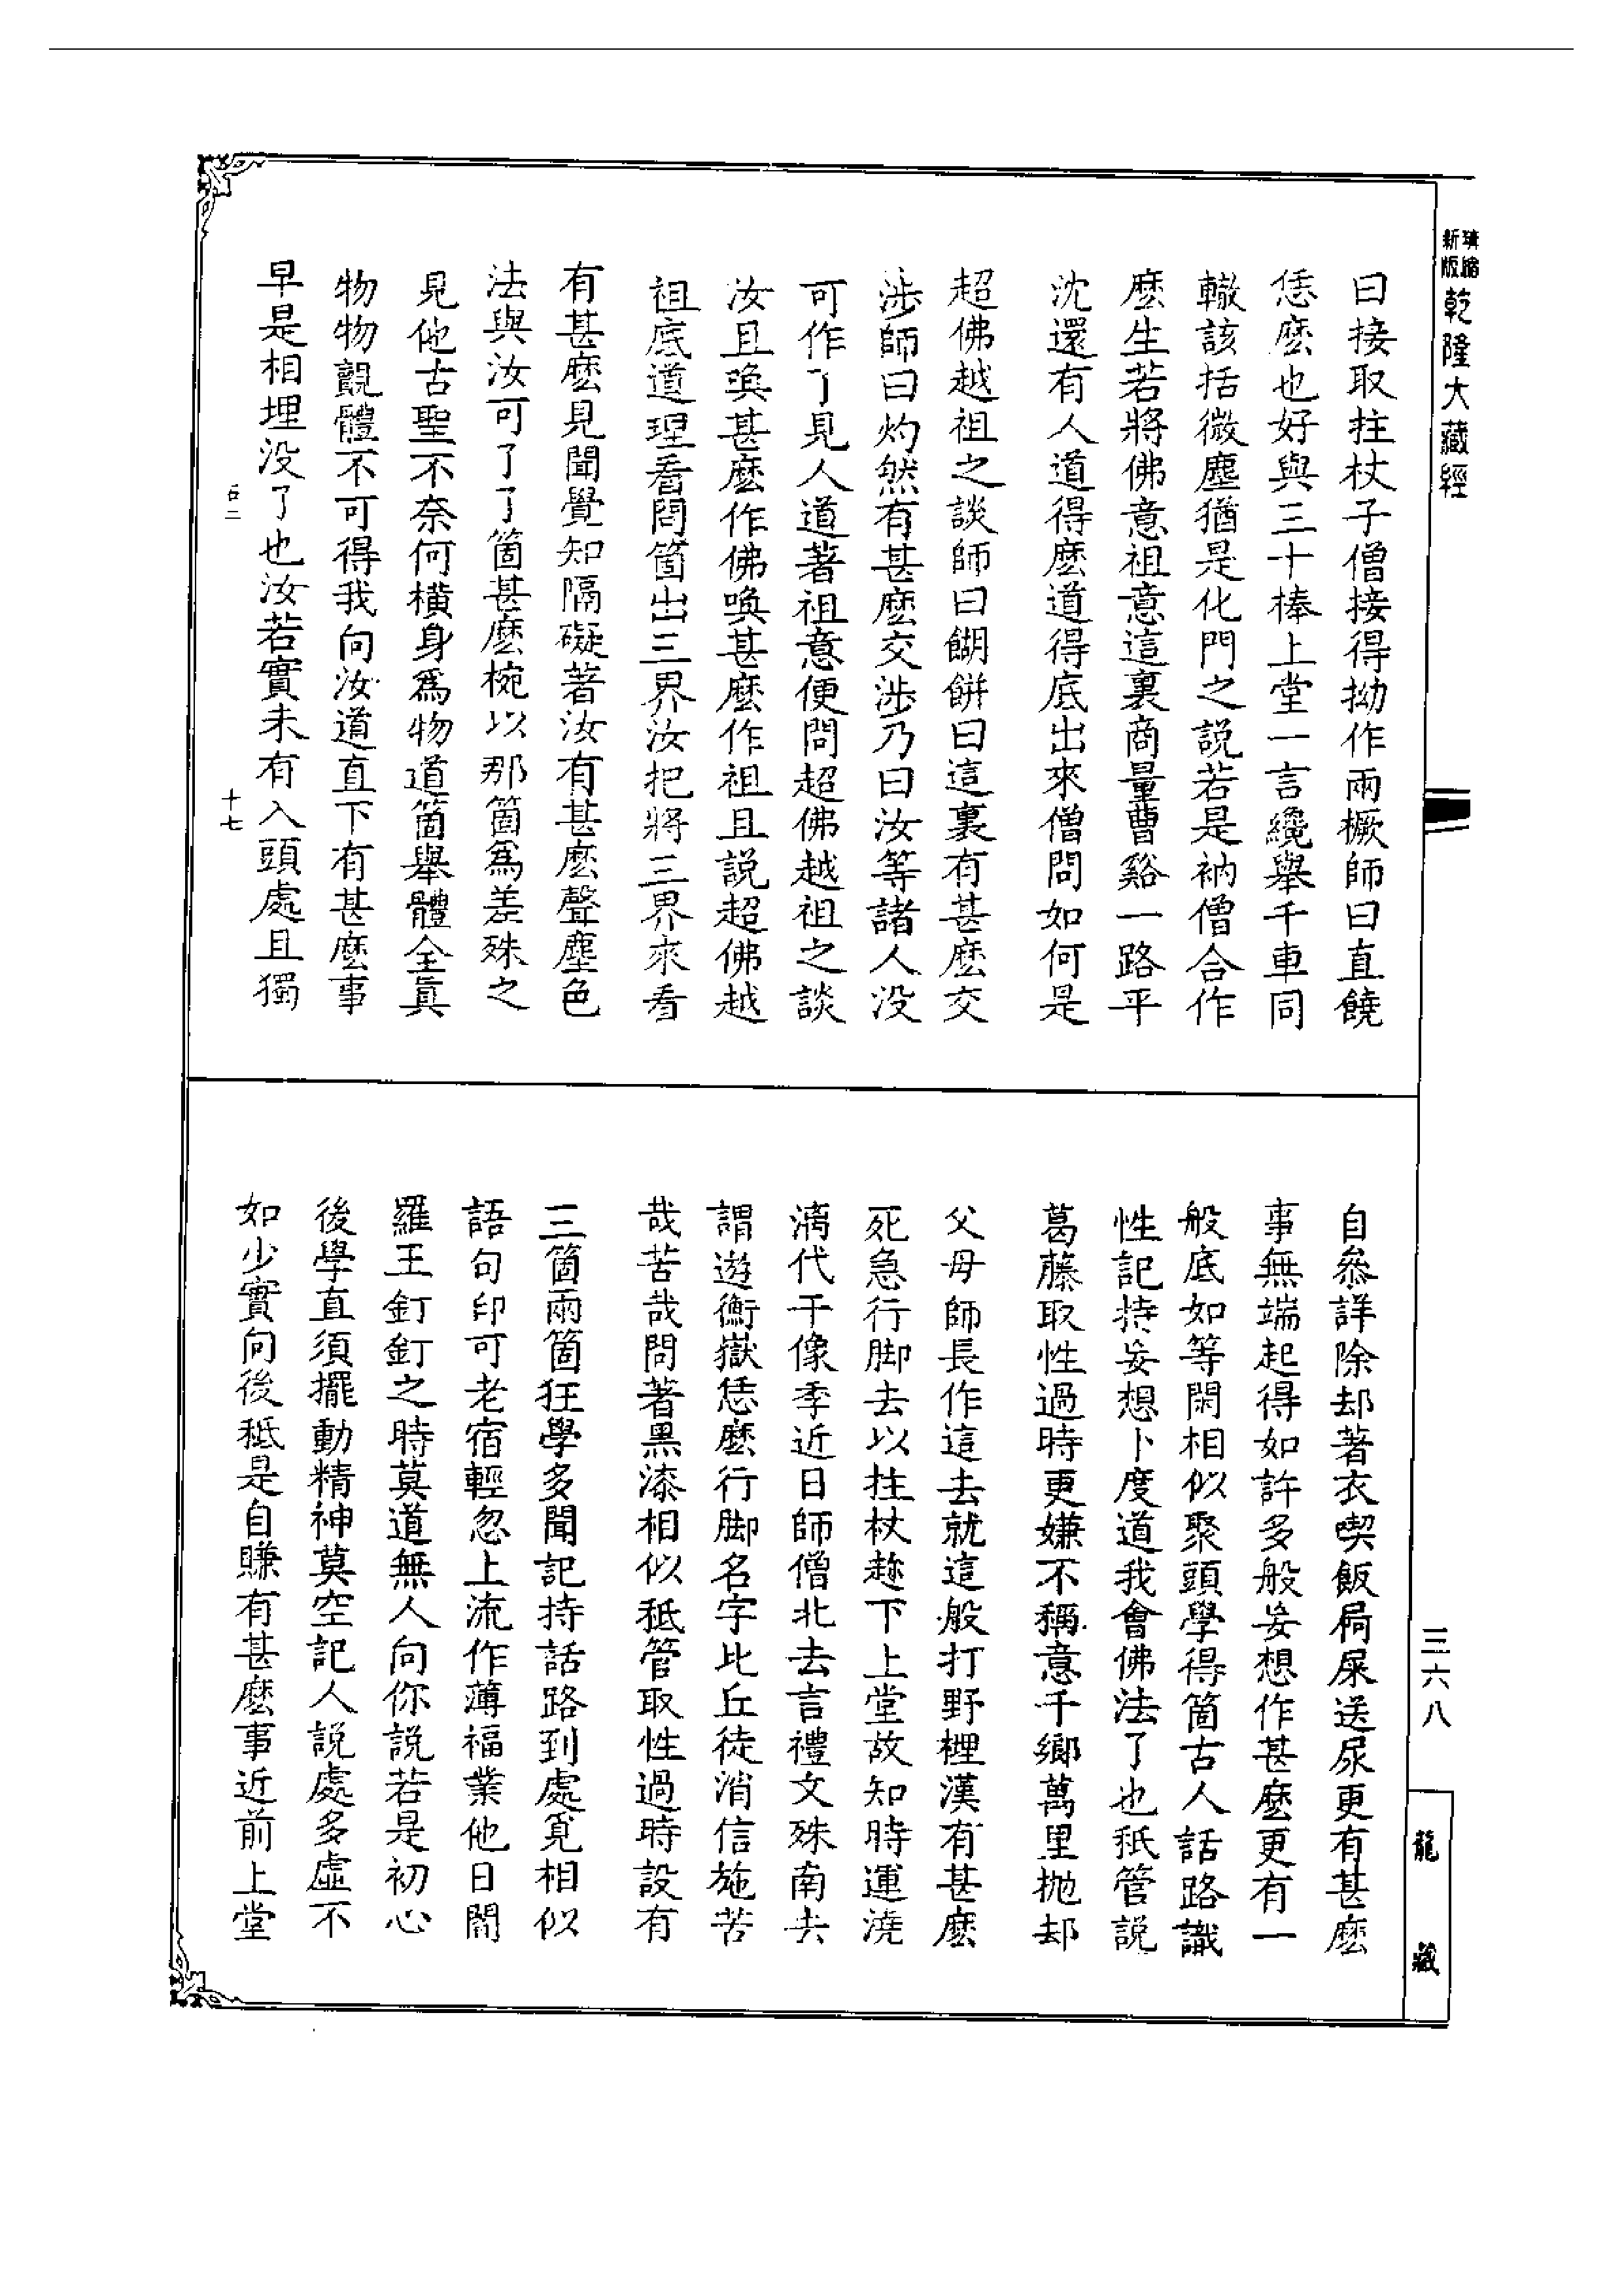 新版精縮乾隆大藏經
曰接取拄杖子僧接得拗作兩橛師曰直饒
恁麼也好與三十棒上堂一言纔舉千車同
轍該括微塵猶是化門之說若是衲僧合作
麼生若將佛意祖意這裏商量曹谿一路平
沈還有人道得麼道得底出來僧問如何是
超佛越祖之談師曰餬餅曰這裏有甚麼交
涉師曰灼然有甚麼交涉乃曰汝等諸人沒
可作了見人道著祖意便問超佛越祖之談
汝且喚甚麼作佛喚甚麼作祖且說超佛越
祖底道理看問箇出三界汝把將三界來看
有甚麼見聞覺知隔礙著汝有甚麼聲塵色
法與汝可了了箇甚麼椀以那箇為差殊之
見他古聖不奈何橫身為物道箇舉體全眞
物物覿體不可得我向汝道直下有甚麼事
早是相埋沒了也汝若實未有入頭處且獨
十七
三六八
龍藏
自叅詳除却著衣喫飯屙屎送尿更有甚麼
事無端起得如許多般妄想作甚麼更有一
般底如等閑相似聚頭學得箇古人話路識
性記持妄想卜度道我會佛法了也秖管說
葛藤取性過時更嫌不稱意千鄉萬里抛却
父母師長作這去就這般打野榸漢有甚麼
死急行脚去以拄杖趂下上堂故知時運澆
漓代干像季近日師僧北去言禮文殊南去
謂遊衡嶽恁麼行脚名字比丘徒消信施苦
哉苦哉問著黑漆相似秖管取性過時設有
三箇兩箇狂學多聞記持話路到處覓相似
語句印可老宿輕忽上流作薄福業他日閻
羅王釘釘之時莫道無人向你說若是初心
後學直須擺動精神莫空記人說處多虛不
如少實向後秖是自賺有甚麼事近前上堂